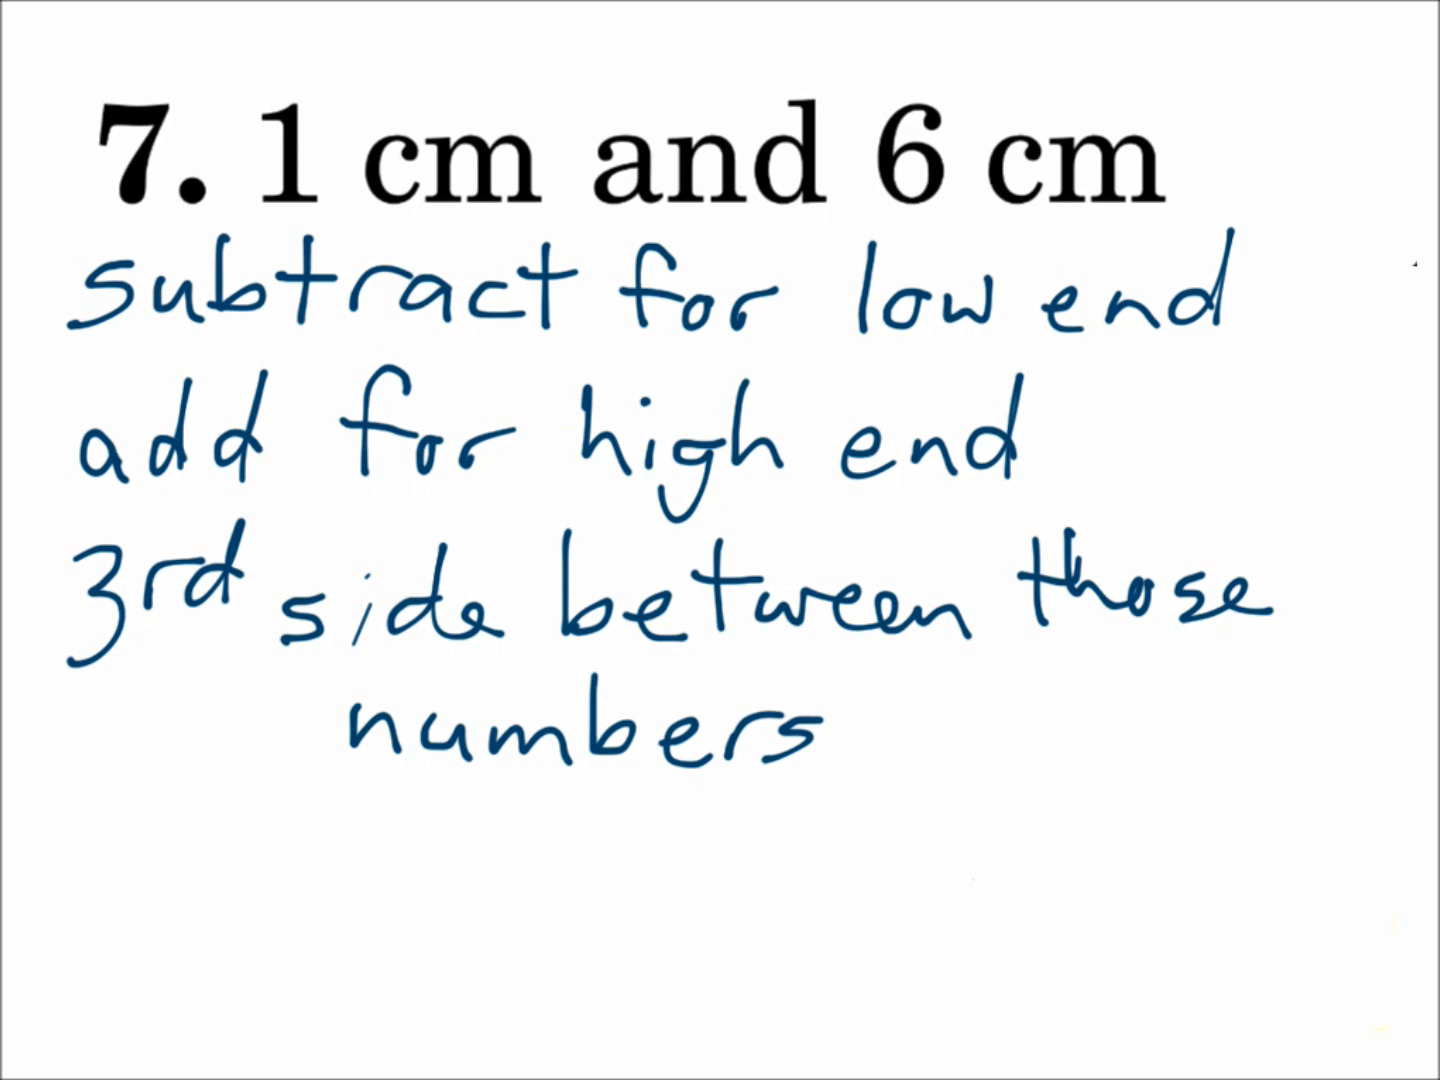 7. 1 cm and 6 cm
subtract for low end
add for high end
3rd side between those
numbers